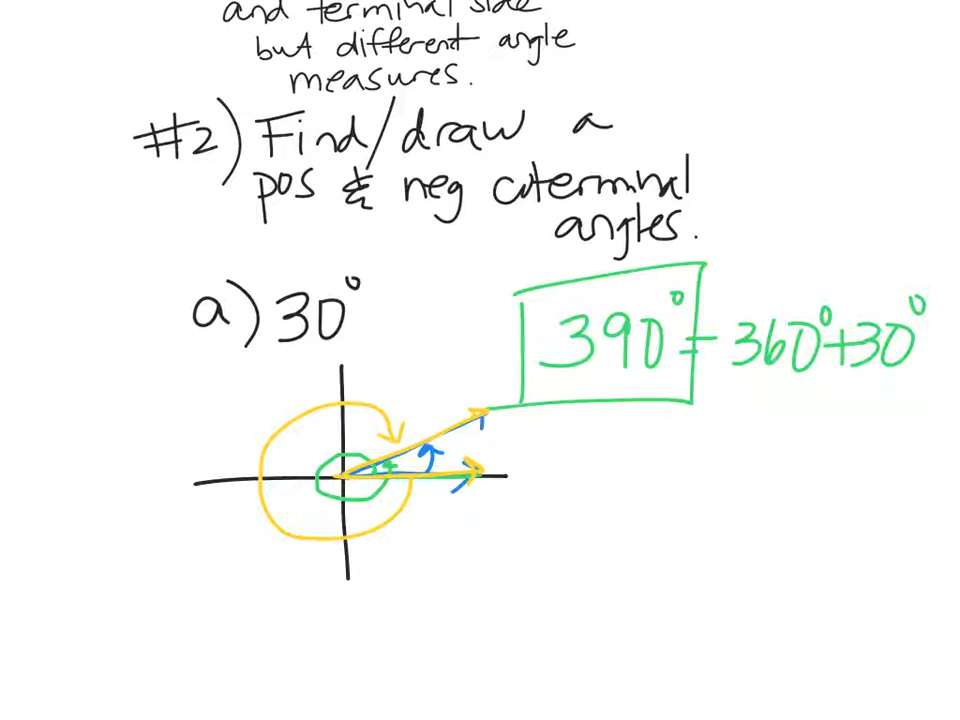 and terminal side
but different angle
measures.
#2) Find/draw a
pos & neg coterminal
angles.
a) 30°
390° = 360° + 30°